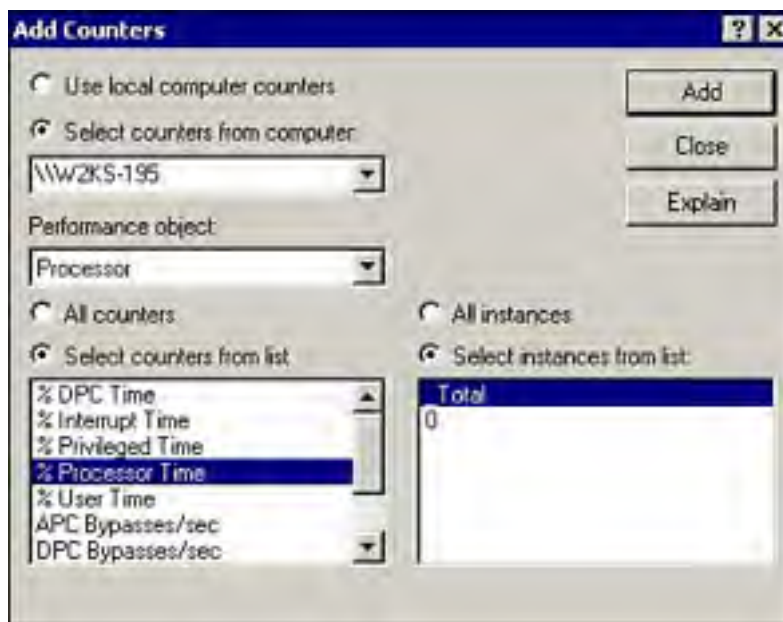 Add Counters
Use local computer counters
Add
Select counters from computer:
Close
\\W2KS-195
Explain
Performance object:
Processor
All counters
All instances
Select counters from list
Select instances from list:
% DPC Time
% Interrupt Time
% Privileged Time
% Processor Time
% User Time
APC Bypasses/sec
DPC Bypasses/sec
_Total
0